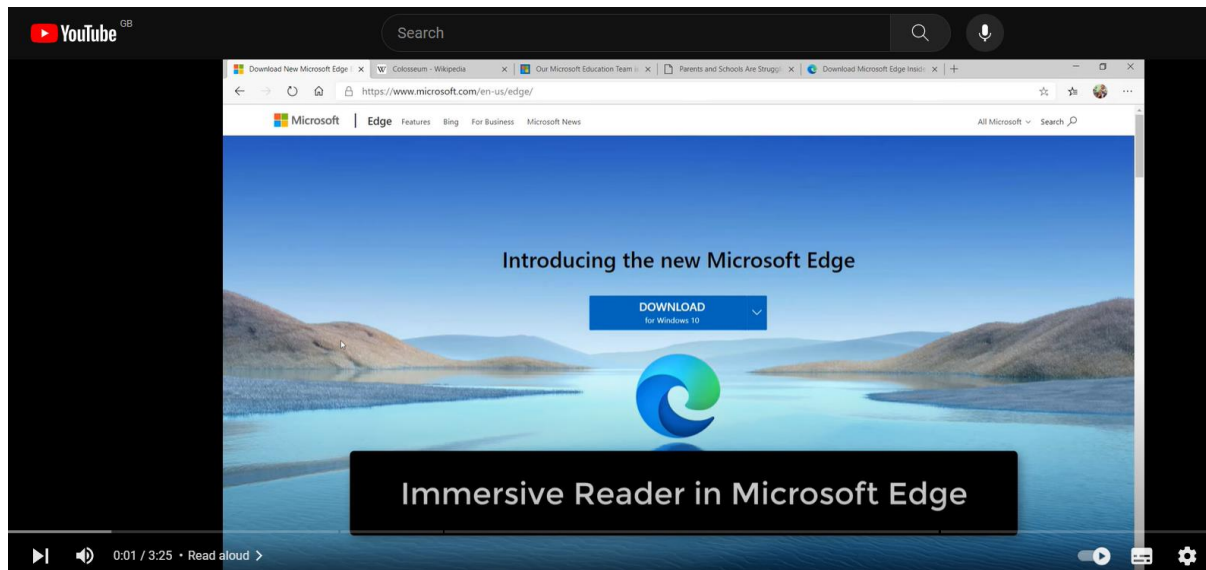 YouTube GB
Search
Download New Microsoft Edge
Colosseum - Wikipedia
Our Microsoft Education Team
Parents and Schools Are Struggl
Download Microsoft Edge Inside
https://www.microsoft.com/en-us/edge/
Microsoft
Edge Features Bing For Business Microsoft News
All Microsoft Search
Introducing the new Microsoft Edge
DOWNLOAD
for Windows 10
Immersive Reader in Microsoft Edge
0:01 / 3:25 • Read aloud